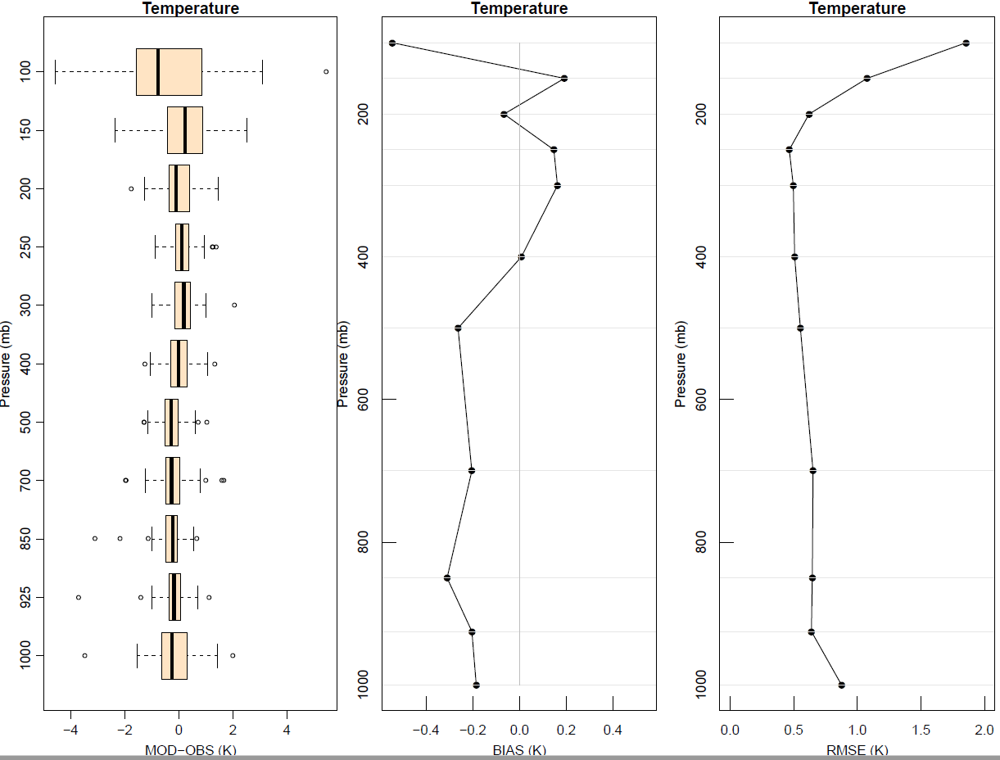 Temperature
100
150
200
250
300
400
500
700
850
925
1000
Pressure (mb)
−4 −2 0 2 4
MOD−OBS (K)
Temperature
200
400
600
800
1000
Pressure (mb)
−0.4 −0.2 0.0 0.2 0.4
BIAS (K)
Temperature
200
400
600
800
1000
Pressure (mb)
0.0 0.5 1.0 1.5 2.0
RMSE (K)